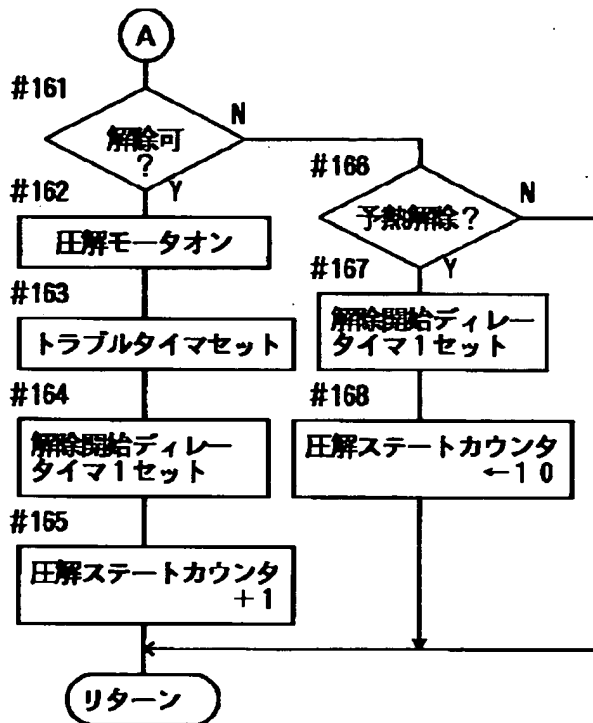 A
#161
解除可
?
N
Y
#162
圧解モータオン
#163
トラブルタイマセット
#164
解除開始ディレー
タイマ1セット
#165
圧解ステートカウンタ
+1
リターン
#166
予熱解除?
N
Y
#167
解除開始ディレー
タイマ1セット
#168
圧解ステートカウンタ
←10